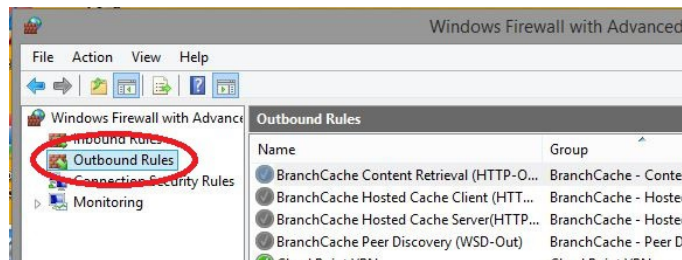 Windows Firewall with Advanced
File Action View Help
Windows Firewall with Advance
Inbound Rules
Outbound Rules
Connection Security Rules
Monitoring
Outbound Rules
Name Group
BranchCache Content Retrieval (HTTP-O... BranchCache - Conte
BranchCache Hosted Cache Client (HTT... BranchCache - Hoste
BranchCache Hosted Cache Server(HTTP... BranchCache - Hoste
BranchCache Peer Discovery (WSD-Out) BranchCache - Peer D